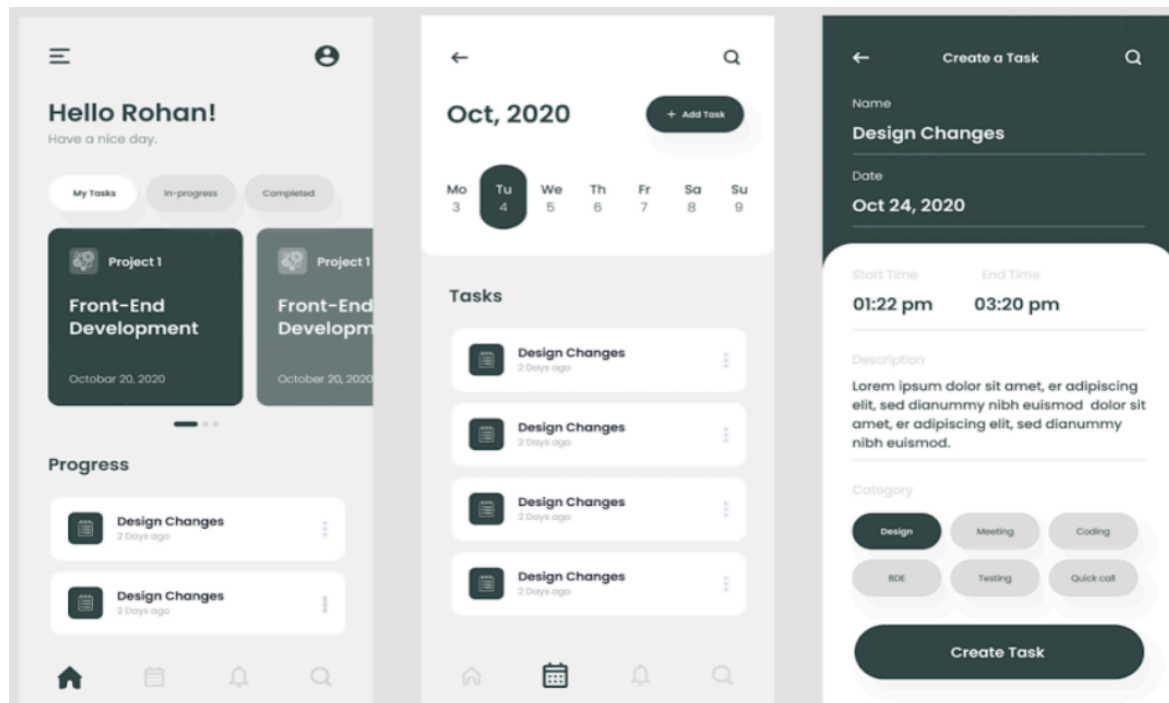 Hello Rohan!
Have a nice day.
My Tasks In-progress Completed
Project 1
Front-End
Development
Octobar 20, 2020
Project 1
Front-End
Developm
October 20, 2020
Progress
Design Changes
2 Days ago
Design Changes
2 Days ago
Oct, 2020
+ Add Task
Mo Tu We Th Fr Sa Su
3 4 5 6 7 8 9
Tasks
Design Changes
2 Days ago
Design Changes
2 Days ago
Design Changes
2 Days ago
Design Changes
2 Days ago
Create a Task
Name
Design Changes
Date
Oct 24, 2020
Start Time End Time
01:22 pm 03:20 pm
Description
Lorem ipsum dolor sit amet, er adipiscing
elit, sed dianummy nibh euismod dolor sit
amet, er adipiscing elit, sed dianummy
nibh euismod.
Category
Design Meeting Coding
BDE Testing Quick call
Create Task